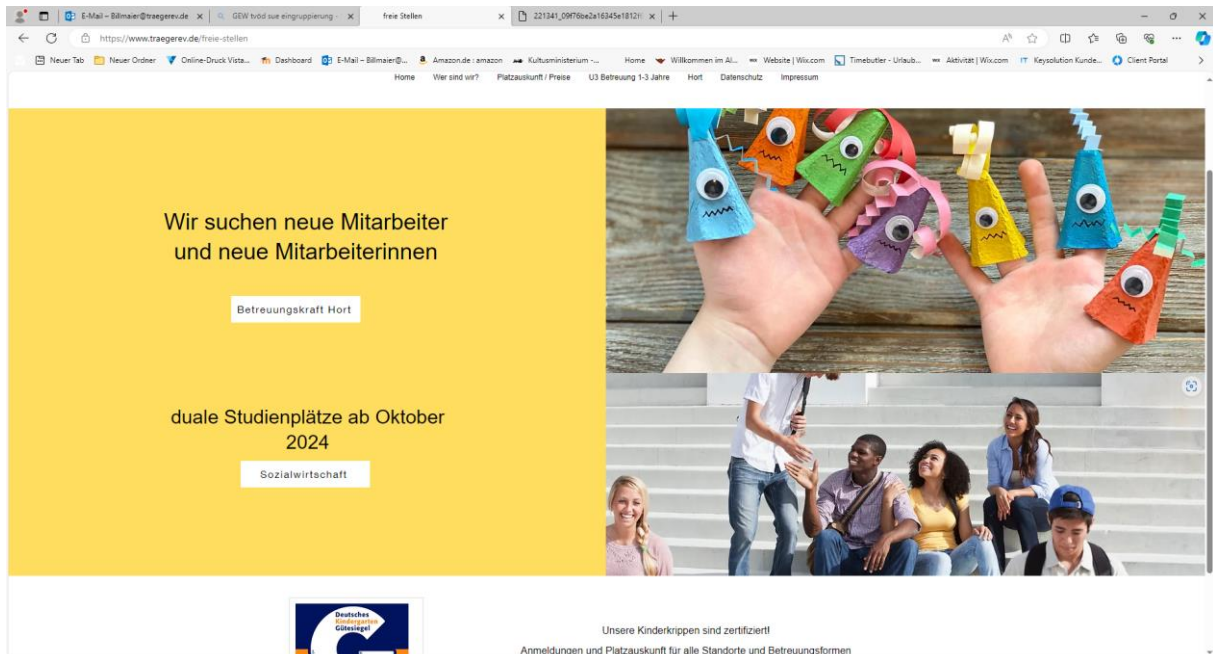 E-Mail – Billmaier@traegerev.de
GEW tvöd sue eingruppierung -
freie Stellen
221341_09f76be2a16345e1812f
https://www.traegerev.de/freie-stellen
Neuer Tab Neuer Ordner Online-Druck Vista... Dashboard E-Mail – Billmaier@... Amazon.de : amazon Kultusministerium -... Home Willkommen im Al... Website | Wix.com Timebutler - Urlaub... Aktivität | Wix.com Keysolution Kunde... Client Portal
Home Wer sind wir? Platzauskunft / Preise U3 Betreuung 1-3 Jahre Hort Datenschutz Impressum
Wir suchen neue Mitarbeiter
und neue Mitarbeiterinnen
Betreuungskraft Hort
duale Studienplätze ab Oktober
2024
Sozialwirtschaft
Deutsches
Kindergarten
Gütesiegel
Unsere Kinderkrippen sind zertifiziert!
Anmeldungen und Platzauskunft für alle Standorte und Betreuungsformen